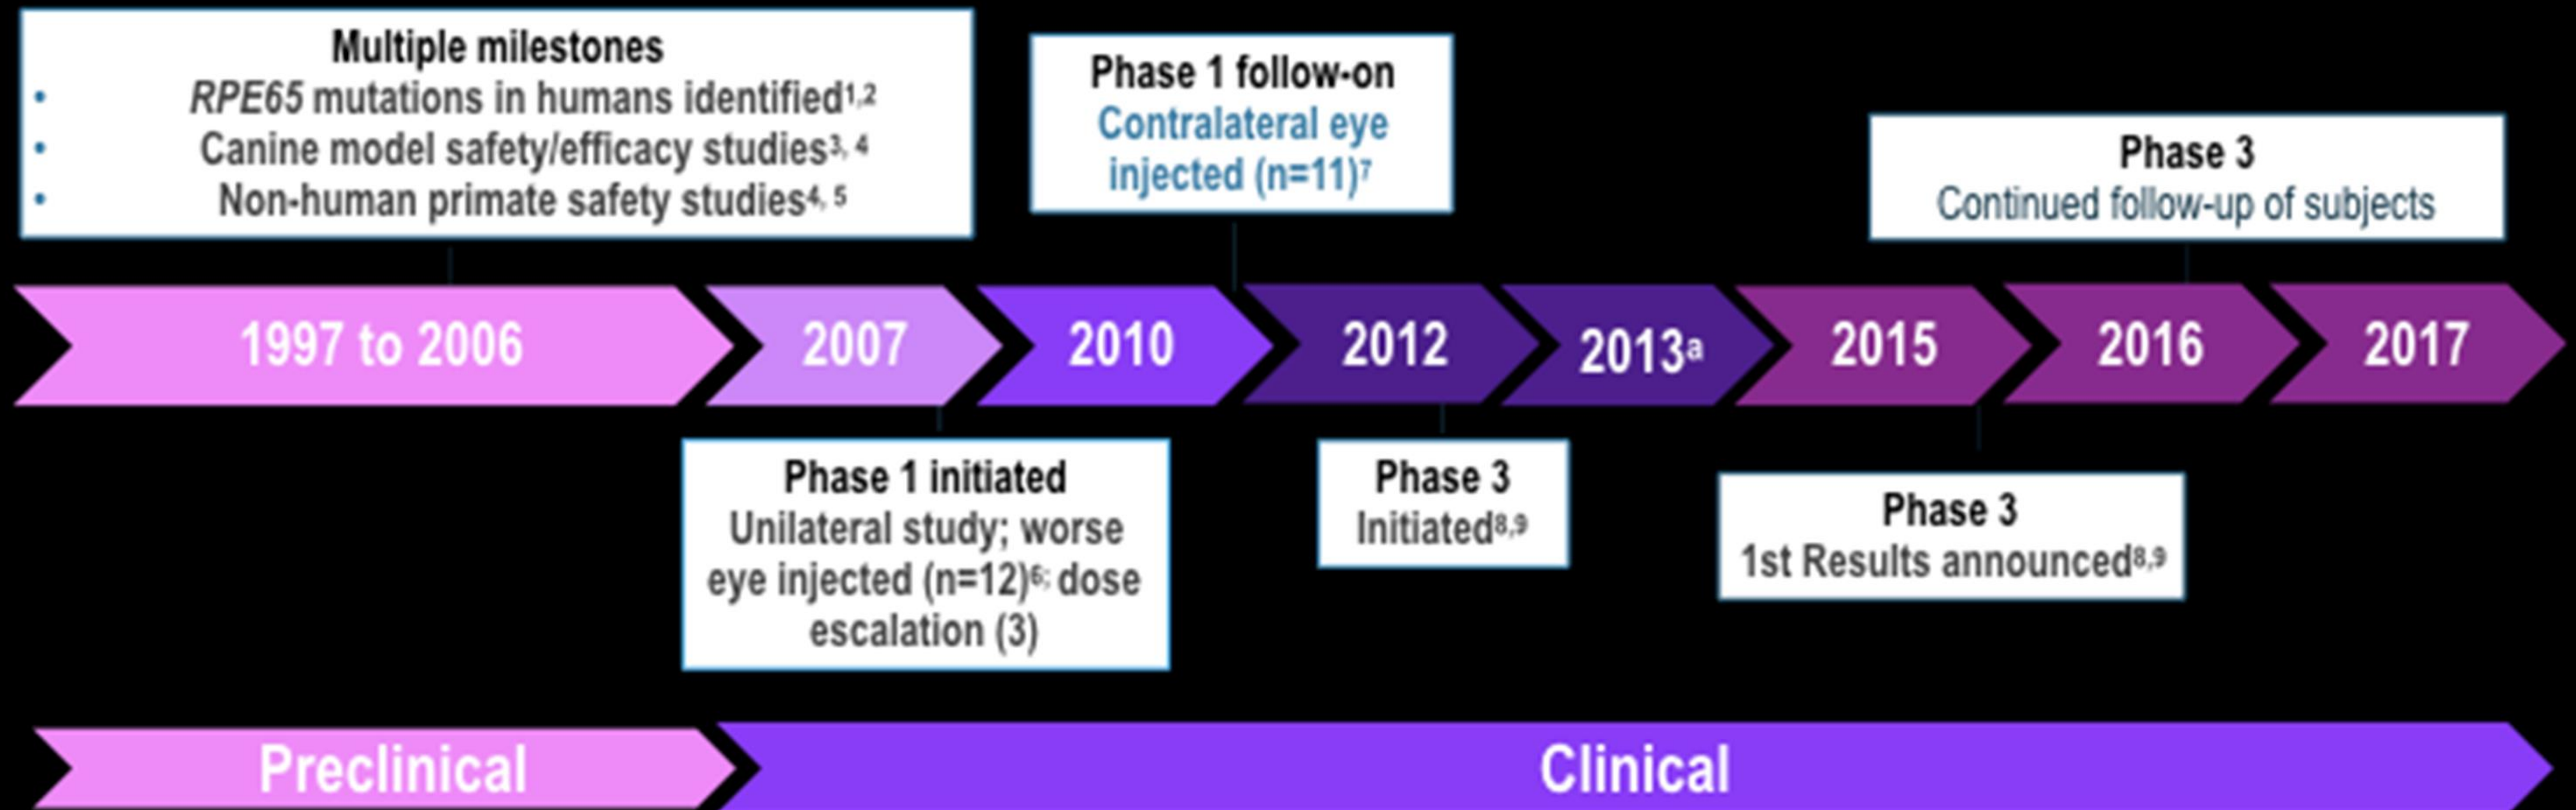 Multiple milestones
• RPE65 mutations in humans identified1,2
• Canine model safety/efficacy studies3, 4
• Non-human primate safety studies4, 5
Phase 1 follow-on
Contralateral eye
injected (n=11)7
Phase 3
Continued follow-up of subjects
1997 to 2006
2007
2010
2012
2013a
2015
2016
2017
Phase 1 initiated
Unilateral study; worse
eye injected (n=12)6; dose
escalation (3)
Phase 3
Initiated8,9
Phase 3
1st Results announced8,9
Preclinical
Clinical